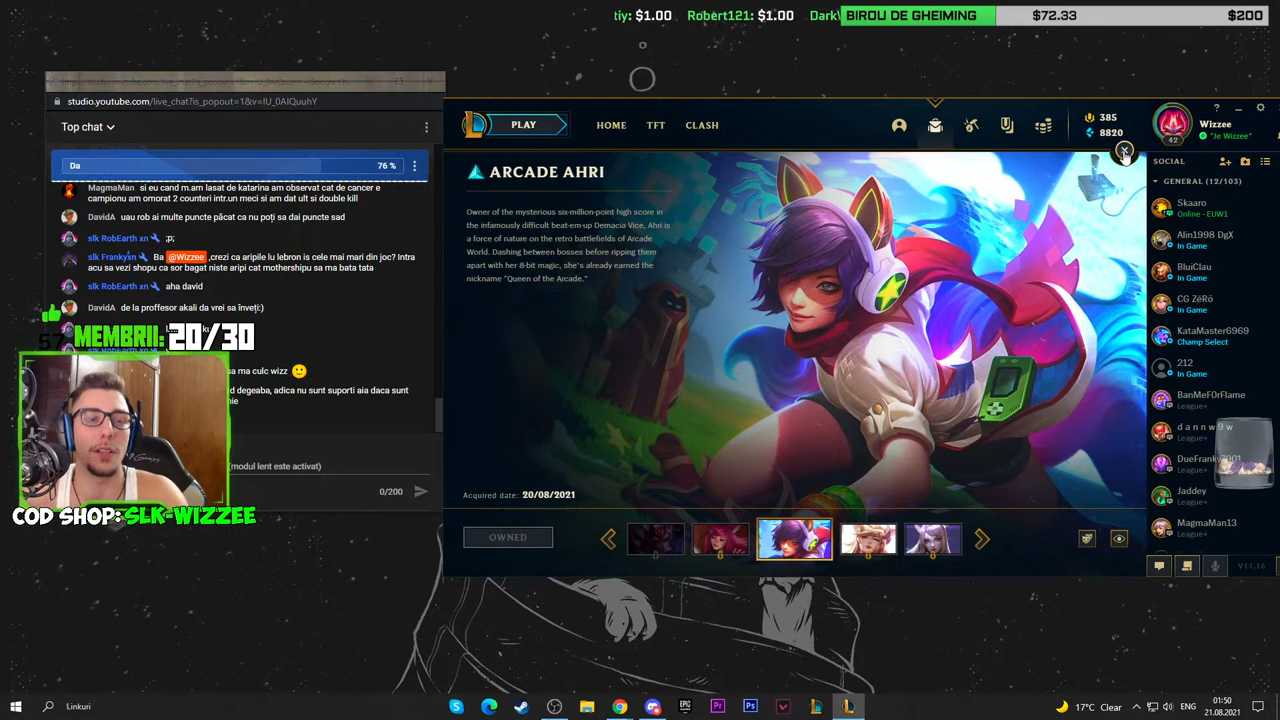 tiy: $1.00 Robert121: $1.00 Dark\
BIROU DE GHEIMING $72.33 $200
studio.youtube.com/live_chat?is_popout=1&v=IU_0AIQuuhY
Top chat
Da 76 %
MagmaMan si eu cand m.am lasat de katarina am observat cat de cancer e
campionu am omorat 2 counteri intr.un meci si am dat ult si double
kill
DavidA uau rob ai multe puncte păcat ca nu poți sa dai puncte sad
slk RobEarth xn ;p;
slk Frankyxn Ba @Wizzee ,crezi ca aripile lu lebron is cele mai mari din joc? Intra
acu sa vezi shopu ca sor bagat niste aripi cat mothershipu sa ma bata tata
slk RobEarth xn aha david
DavidA de la proffesor akali da vrei sa înveți:)
MEMBRII: 20/30
sa ma culc wizz
d degeaba, adica nu sunt suporti aia daca sunt
(modul lent este activat)
0/200
COD SHOP: SLK-WIZZEE
PLAY HOME TFT CLASH
385
8820
42
Wizzee
"Je Wizzee"
ARCADE AHRI
Owner of the mysterious six-million-point high score in
the infamously difficult beat-em-up Demacia Vice, Ahri is
a force of nature on the retro battlefields of Arcade
World. Dashing between bosses before ripping them
apart with her 8-bit magic, she's already earned the
nickname "Queen of the Arcade."
Acquired date: 20/08/2021
OWNED
SOCIAL
GENERAL (12/103)
Skaaro
Online - EUW1
Alin1998 DgX
In Game
BluiClau
In Game
CG ZéRö
In Game
KataMaster6969
Champ Select
212
In Game
BanMeF0rFlame
League+
d a n n w 9 w
League+
League+
Jaddey
League+
MagmaMan13
V11.16
Linkuri
17°C Clear
ENG
01:50
21.08.2021